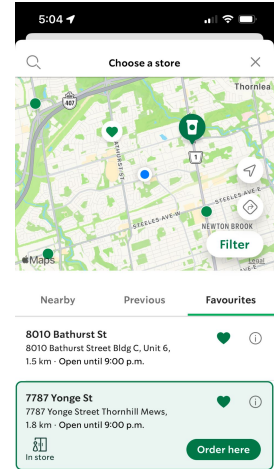 5:04
Choose a store
Thornlea
407
BATHURST ST
1
STEELES AVE E
STEELES AVE W
NEWTON BROOK
Maps
Filter
Legal
Nearby Previous Favourites
8010 Bathurst St
8010 Bathurst Street Bldg C, Unit 6,
1.5 km · Open until 9:00 p.m.
7787 Yonge St
7787 Yonge Street Thornhill Mews,
1.8 km · Open until 9:00 p.m.
In store
Order here